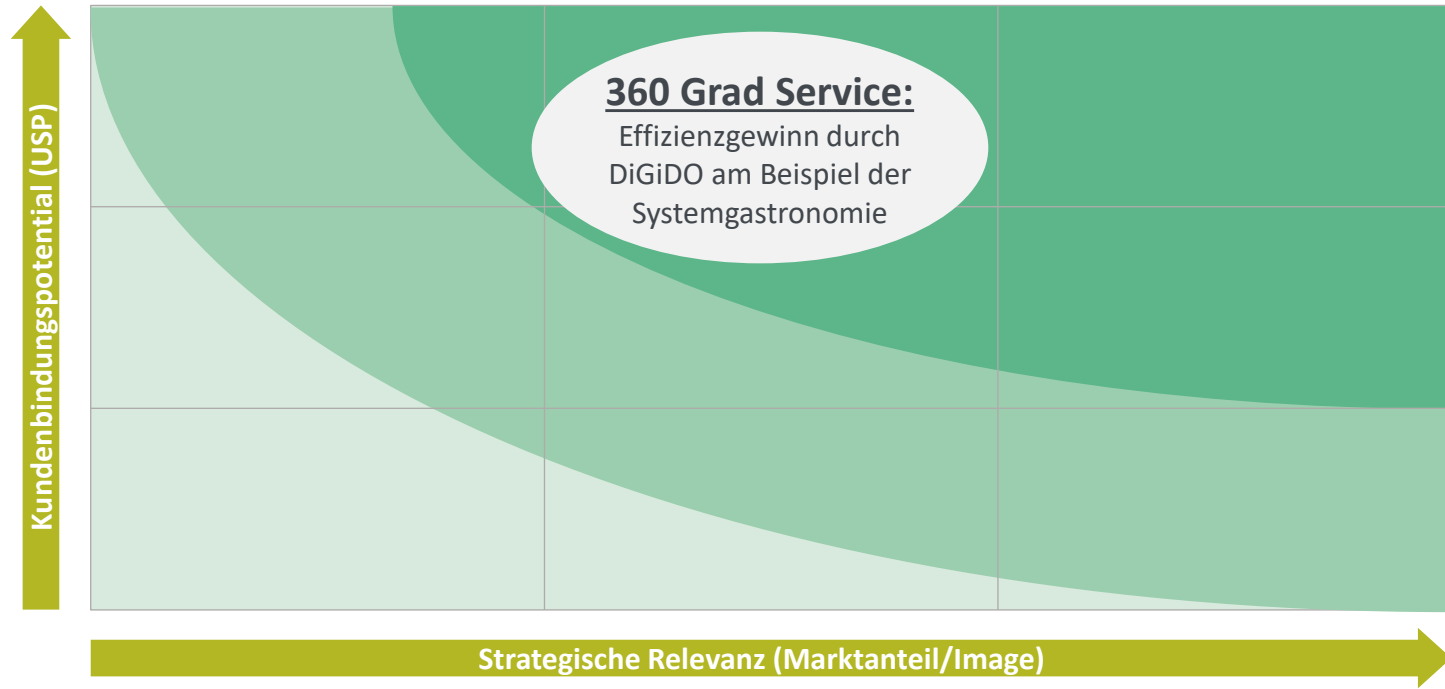 Kundenbindungspotential (USP)
360 Grad Service:
Effizienzgewinn durch
DiGiDO am Beispiel der
Systemgastronomie
Strategische Relevanz (Marktanteil/Image)